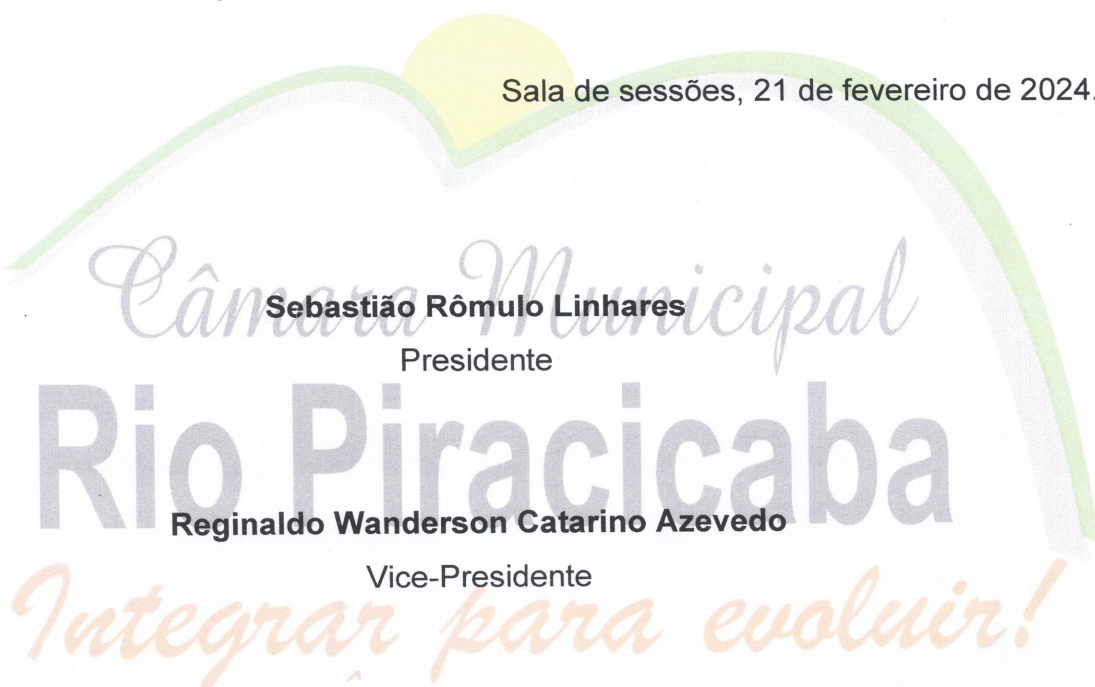 Sala de sessões, 21 de fevereiro de 2024.
Câmara Municipal
Sebastião Rômulo Linhares
Presidente
Rio Piracicaba
Reginaldo Wanderson Catarino Azevedo
Vice-Presidente
Integrar para evoluir!